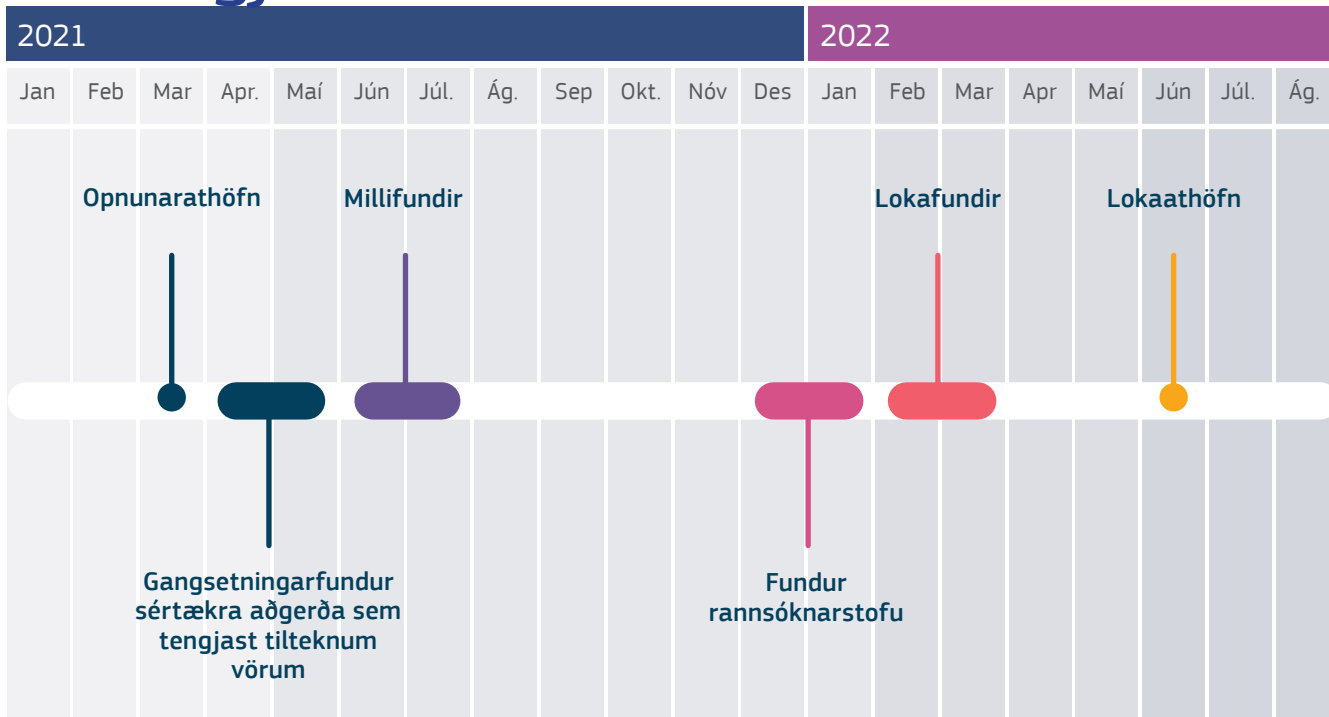 2021 2022
Jan Feb Mar Apr. Maí Jún Júl. Ág. Sep Okt. Nóv Des Jan Feb Mar Apr Maí Jún Júl. Ág.
Opnunarathöfn Millifundir Lokafundir Lokaathöfn
Gangsetningarfundur
sértækra aðgerða sem
tengjast tilteknum
vörum
Fundur
rannsóknarstofu